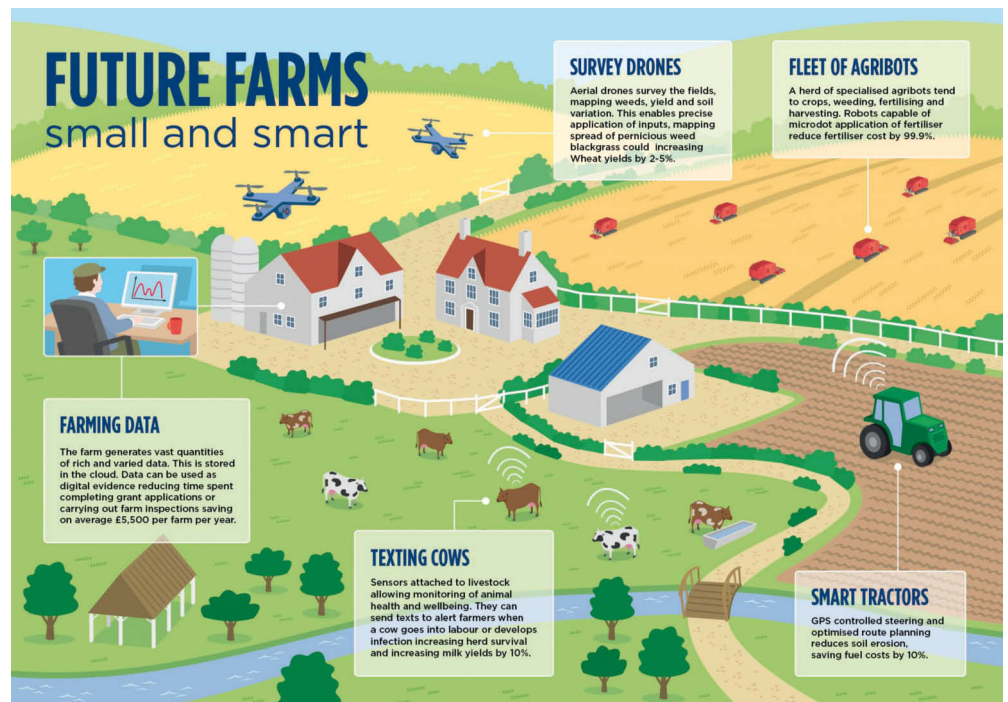 FUTURE FARMS
small and smart
SURVEY DRONES
Aerial drones survey the fields,
mapping weeds, yield and soil
variation. This enables precise
application of inputs, mapping
spread of pernicious weed
blackgrass could increasing
Wheat yields by 2-5%.
FLEET OF AGRIBOTS
A herd of specialised agribots tend
to crops, weeding, fertilising and
harvesting. Robots capable of
microdot application of fertiliser
reduce fertiliser cost by 99.9%.
FARMING DATA
The farm generates vast quantities
of rich and varied data. This is stored
in the cloud. Data can be used as
digital evidence reducing time spent
completing grant applications or
carrying out farm inspections saving
on average £5,500 per farm per year.
TEXTING COWS
Sensors attached to livestock
allowing monitoring of animal
health and wellbeing. They can
send texts to alert farmers when
a cow goes into labour or develops
infection increasing herd survival
and increasing milk yields by 10%.
SMART TRACTORS
GPS controlled steering and
optimised route planning
reduces soil erosion,
saving fuel costs by 10%.